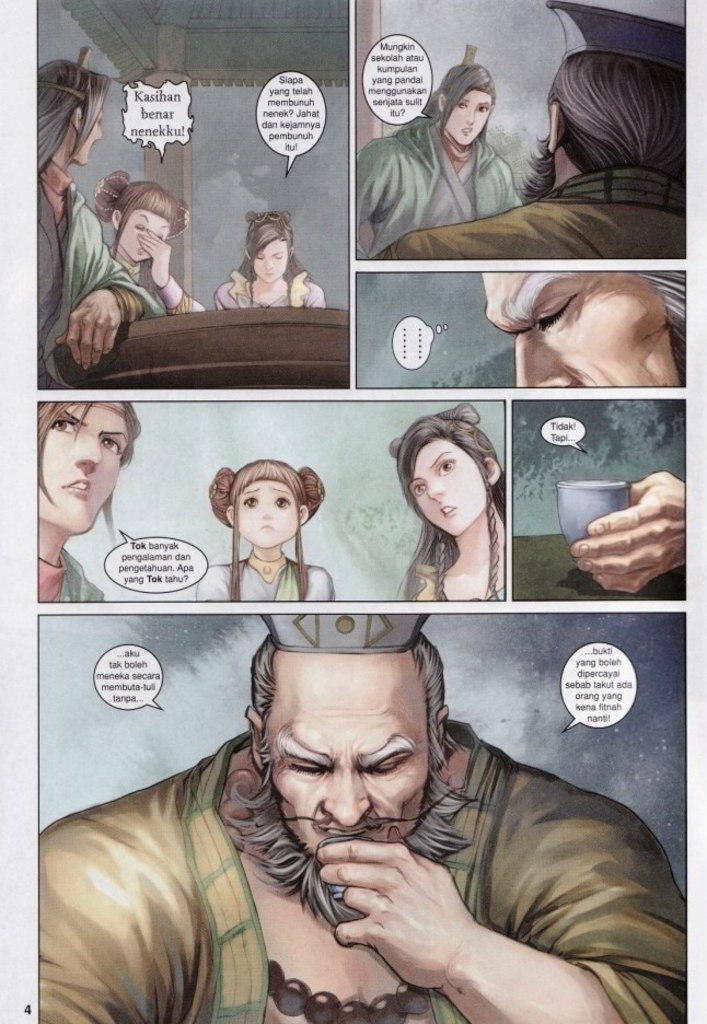 Kasihan
benar
nenekku!
Siapa
yang telah
membunuh
nenek? Jahat
dan kejamnya
pembunuh
itu!
Mungkin
sekolah atau
kumpulan
yang pandai
menggunakan
senjata sulit
itu?
Tok banyak
pengalaman dan
pengetahuan. Apa
yang Tok tahu?
Tidak!
Tapi...
...aku
tak boleh
meneka secara
membuta-tuli
tanpa...
...bukti
yang boleh
dipercayai
sebab takut ada
orang yang
kena fitnah
nanti!
4